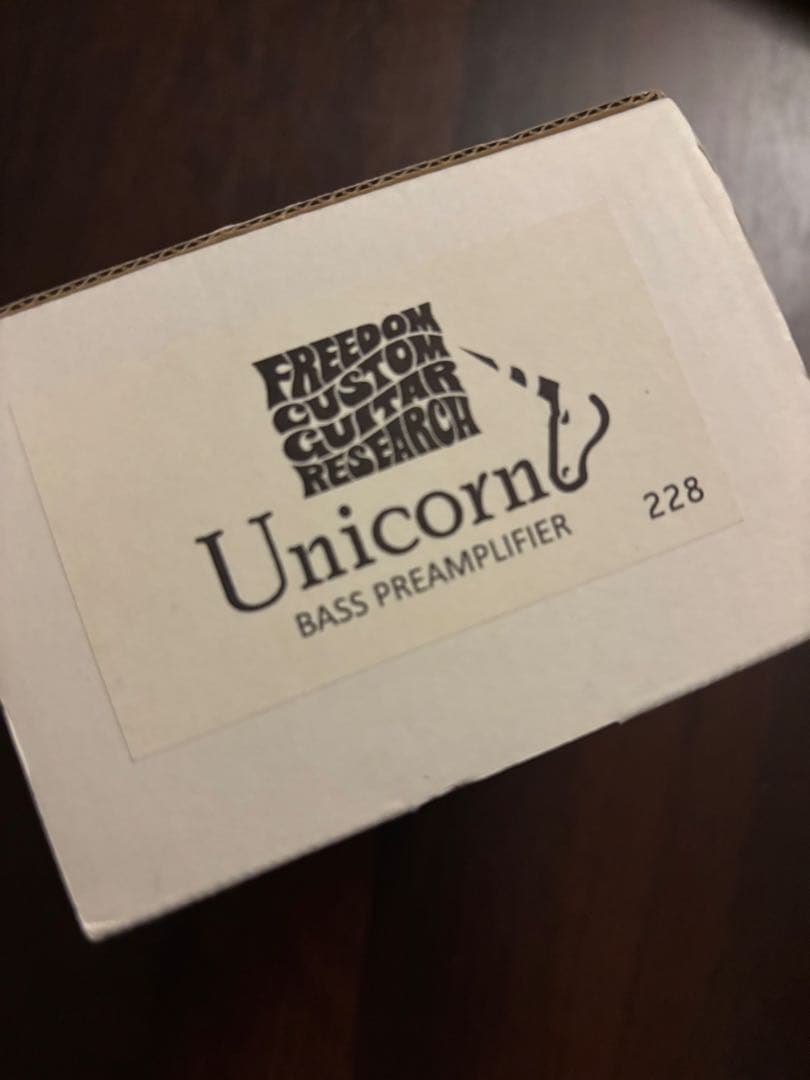 FREEDOM
CUSTOM
GUITAR
RESEARCH
Unicorn
BASS PREAMPLIFIER
228